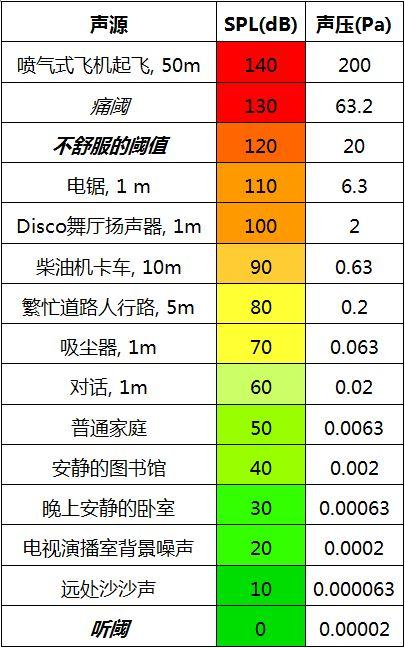 声源 SPL(dB) 声压(Pa)
喷气式飞机起飞, 50m 140 200
痛阈 130 63.2
不舒服的阈值 120 20
电锯, 1 m 110 6.3
Disco舞厅扬声器, 1m 100 2
柴油机卡车, 10m 90 0.63
繁忙道路人行路, 5m 80 0.2
吸尘器, 1m 70 0.063
对话, 1m 60 0.02
普通家庭 50 0.0063
安静的图书馆 40 0.002
晚上安静的卧室 30 0.00063
电视演播室背景噪声 20 0.0002
远处沙沙声 10 0.000063
听阈 0 0.00002